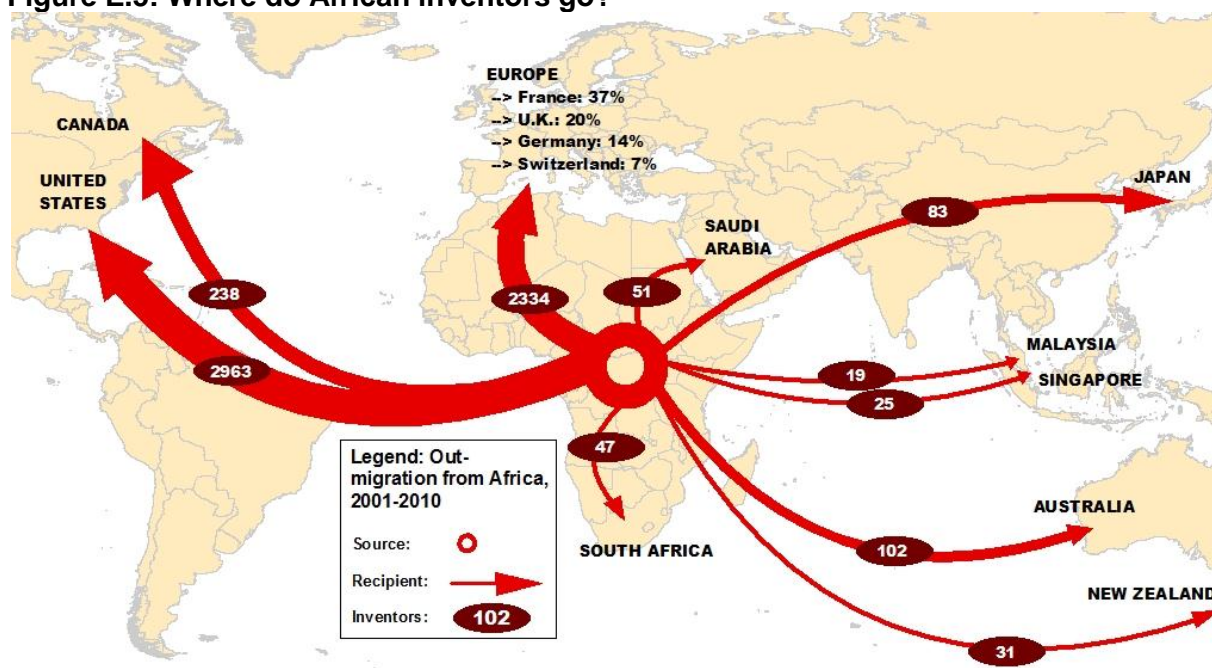 Figure E.5: Where do African inventors go?
EUROPE
--> France: 37%
--> U.K.: 20%
--> Germany: 14%
--> Switzerland: 7%
CANADA
UNITED
STATES
JAPAN
SAUDI
ARABIA
83
238
2334
51
2963
MALAYSIA
SINGAPORE
19
25
47
Legend: Out-
migration from Africa,
2001-2010
Source:
Recipient:
Inventors: 102
SOUTH AFRICA
AUSTRALIA
102
NEW ZEALAND
31